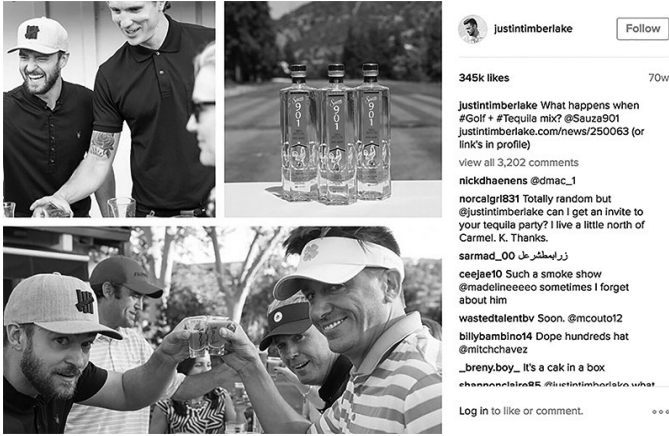 justintimberlake
Follow
345k likes
70w
justintimberlake What happens when
#Golf + #Tequila mix? @Sauza901
justintimberlake.com/news/250063 (or
link's in profile)
view all 3,202 comments
nickdhaenens @dmac_1
norcalgrl831 Totally random but
@justintimberlake can I get an invite to
your tequila party? I live a little north of
Carmel. K. Thanks.
sarmad_00 زرابمطشرعل
ceejae10 Such a smoke show
@madelineeeeo sometimes I forget
about him
wastedtalentbv Soon. @mcouto12
billybambino14 Dope hundreds hat
@mitchchavez
_breny.boy_ It's a cak in a box
shannonclaire85 @justintimberlake what
Log in to like or comment.
901
901
901